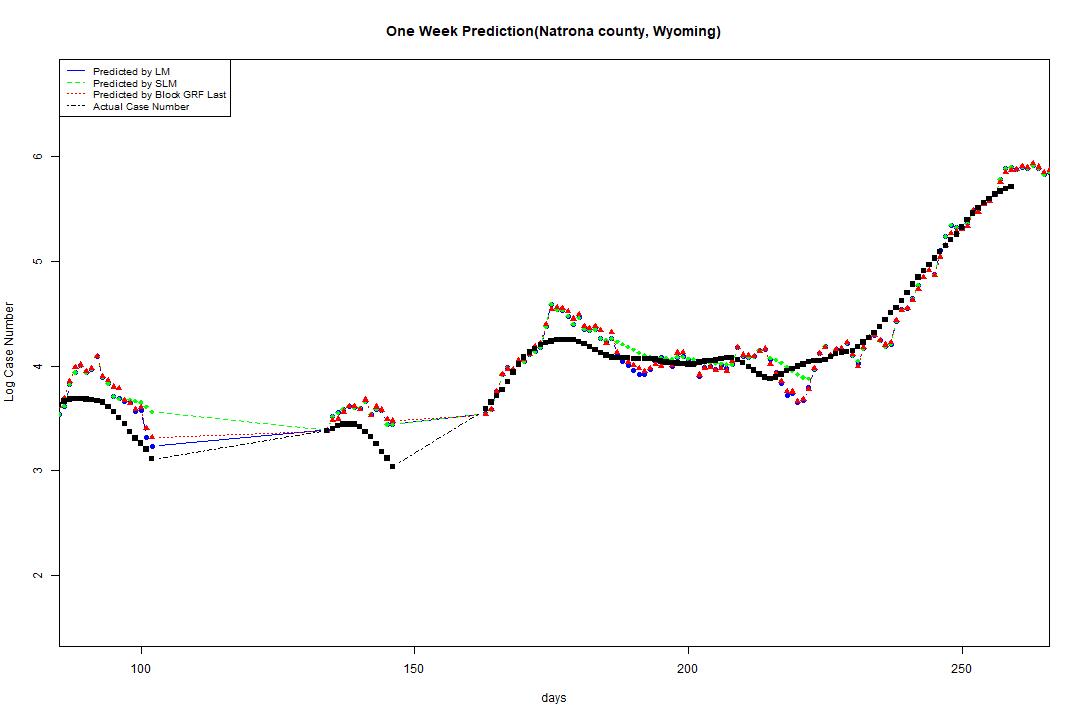 One Week Prediction(Natrona county, Wyoming)
Predicted by LM
Predicted by SLM
Predicted by Block GRF Last
Actual Case Number
6
5
4
3
2
Log Case Number
100 150 200 250
days